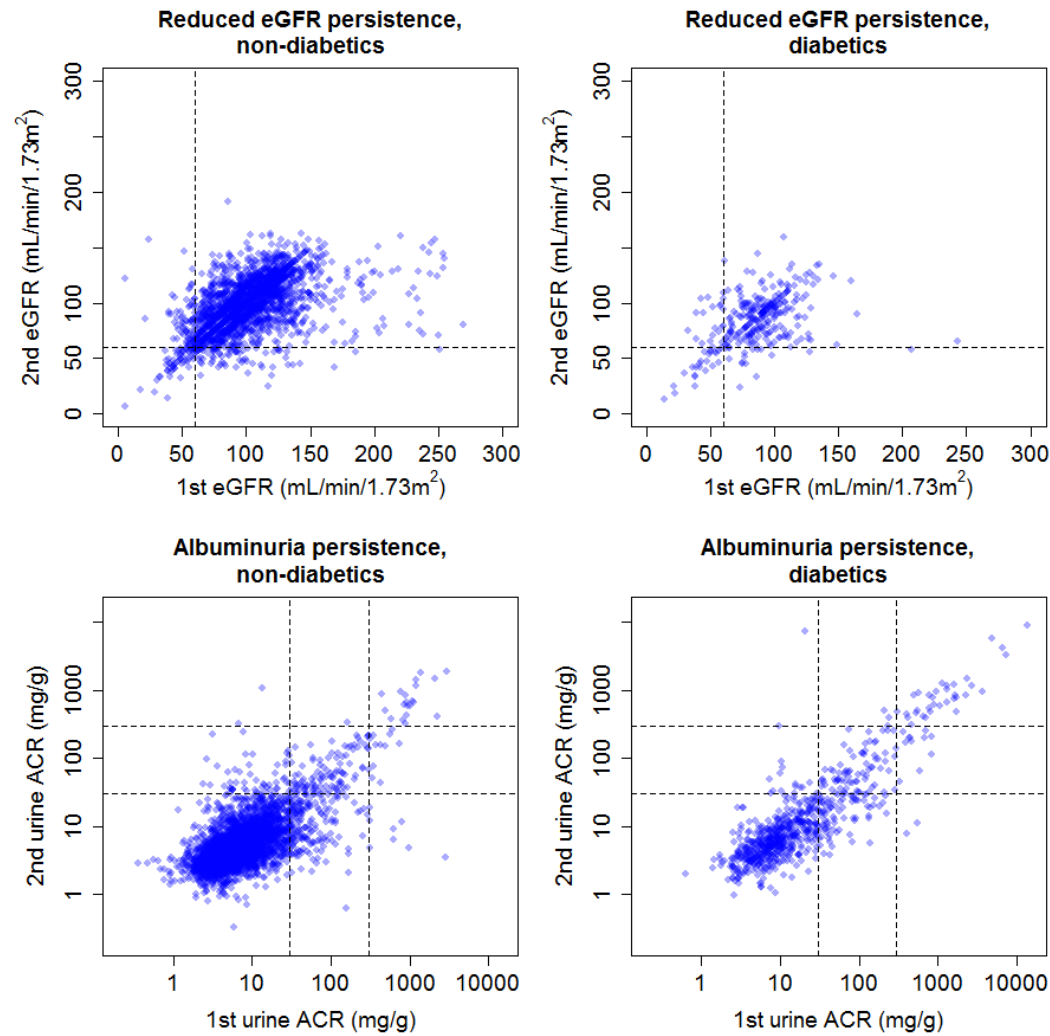 Reduced eGFR persistence,
non-diabetics
2nd eGFR (mL/min/1.73m²)
300
200
100
50
0
0 50 100 150 200 250 300
1st eGFR (mL/min/1.73m²)
Reduced eGFR persistence,
diabetics
2nd eGFR (mL/min/1.73m²)
300
200
100
50
0
0 50 100 150 200 250 300
1st eGFR (mL/min/1.73m²)
Albuminuria persistence,
non-diabetics
2nd urine ACR (mg/g)
1000
100
10
1
1 10 100 1000 10000
1st urine ACR (mg/g)
Albuminuria persistence,
diabetics
2nd urine ACR (mg/g)
1000
100
10
1
1 10 100 1000 10000
1st urine ACR (mg/g)